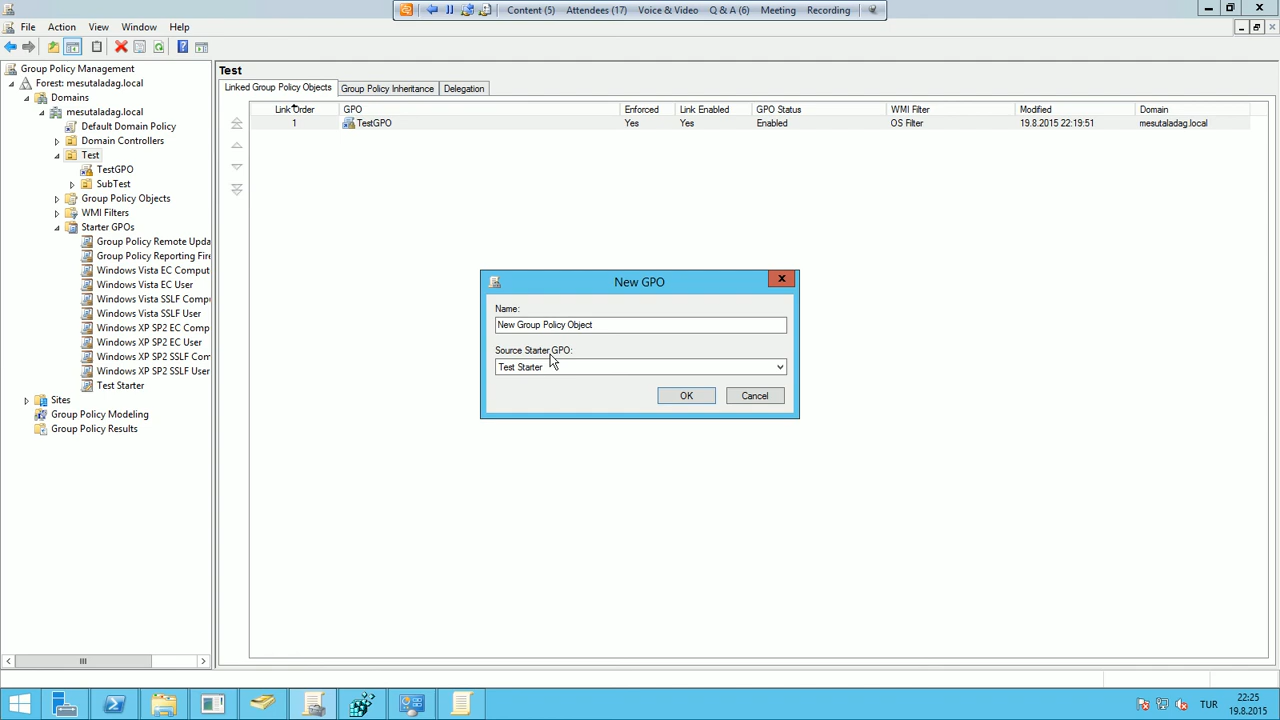 Content (5)
Attendees (17)
Voice & Video
Q & A (6)
Meeting
Recording
File
Action
View
Window
Help
Group Policy Management
Forest: mesutaladag.local
Domains
mesutaladag.local
Default Domain Policy
Domain Controllers
Test
TestGPO
SubTest
Group Policy Objects
WMI Filters
Starter GPOs
Group Policy Remote Upda
Group Policy Reporting Fire
Windows Vista EC Comput
Windows Vista EC User
Windows Vista SSLF Compu
Windows Vista SSLF User
Windows XP SP2 EC Comp
Windows XP SP2 EC User
Windows XP SP2 SSLF Com
Windows XP SP2 SSLF User
Test Starter
Sites
Group Policy Modeling
Group Policy Results
Test
Linked Group Policy Objects
Group Policy Inheritance
Delegation
Link Order
GPO
Enforced
Link Enabled
GPO Status
WMI Filter
Modified
Domain
1
TestGPO
Yes
Yes
Enabled
OS Filter
19.8.2015 22:19:51
mesutaladag.local
New GPO
Name:
New Group Policy Object
Source Starter GPO:
Test Starter
OK
Cancel
TUR
22:25
19.8.2015